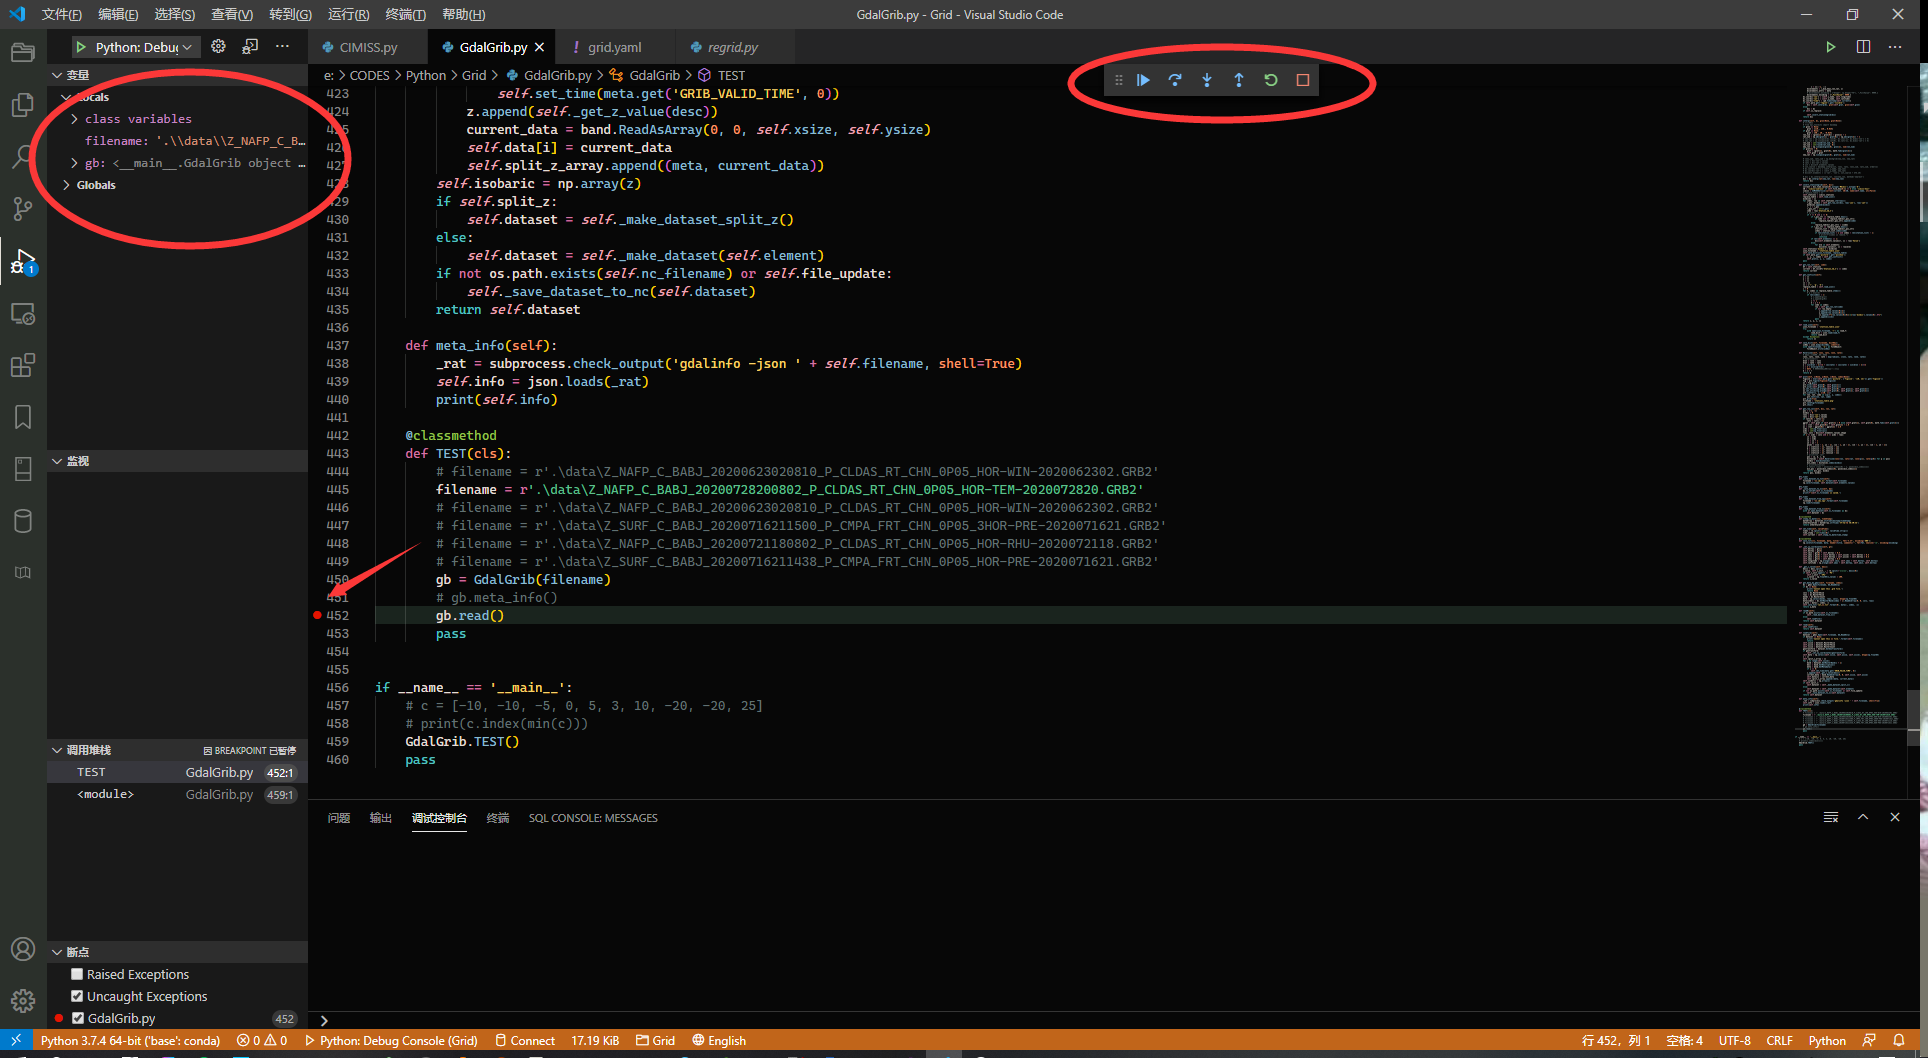 文件(F) 编辑(E) 选择(S) 查看(V) 转到(G) 运行(R) 终端(T) 帮助(H) GdalGrib.py - Grid - Visual Studio Code
Python: Debug
CIMISS.py GdalGrib.py grid.yaml regrid.py
e: > CODES > Python > Grid > GdalGrib.py > GdalGrib > TEST
变量
Locals
class variables
filename: '.\\data\\Z_NAFP_C_B...
gb: <__main__.GdalGrib object ...
Globals
监视
调用堆栈 因 BREAKPOINT 已暂停
TEST GdalGrib.py 452:1
<module> GdalGrib.py 459:1
断点
Raised Exceptions
Uncaught Exceptions
GdalGrib.py 452
1
423 self.set_time(meta.get('GRIB_VALID_TIME', 0))
424 z.append(self._get_z_value(desc))
425 current_data = band.ReadAsArray(0, 0, self.xsize, self.ysize)
426 self.data[i] = current_data
427 self.split_z_array.append((meta, current_data))
428 self.isobaric = np.array(z)
429 if self.split_z:
430 self.dataset = self._make_dataset_split_z()
431 else:
432 self.dataset = self._make_dataset(self.element)
433 if not os.path.exists(self.nc_filename) or self.file_update:
434 self._save_dataset_to_nc(self.dataset)
435 return self.dataset
436
437 def meta_info(self):
438 _rat = subprocess.check_output('gdalinfo -json ' + self.filename, shell=True)
439 self.info = json.loads(_rat)
440 print(self.info)
441
442 @classmethod
443 def TEST(cls):
444 # filename = r'.\data\Z_NAFP_C_BABJ_20200623020810_P_CLDAS_RT_CHN_0P05_HOR-WIN-2020062302.GRB2'
445 filename = r'.\data\Z_NAFP_C_BABJ_20200728200802_P_CLDAS_RT_CHN_0P05_HOR-TEM-2020072820.GRB2'
446 # filename = r'.\data\Z_NAFP_C_BABJ_20200623020810_P_CLDAS_RT_CHN_0P05_HOR-WIN-2020062302.GRB2'
447 # filename = r'.\data\Z_SURF_C_BABJ_20200716211500_P_CMPA_FRT_CHN_0P05_3HOR-PRE-2020071621.GRB2'
448 # filename = r'.\data\Z_NAFP_C_BABJ_20200721180802_P_CLDAS_RT_CHN_0P05_HOR-RHU-2020072118.GRB2'
449 # filename = r'.\data\Z_SURF_C_BABJ_20200716211438_P_CMPA_FRT_CHN_0P05_HOR-PRE-2020071621.GRB2'
450 gb = GdalGrib(filename)
451 # gb.meta_info()
452 gb.read()
453 pass
454
455
456 if __name__ == '__main__':
457 # c = [-10, -10, -5, 0, 5, 3, 10, -20, -20, 25]
458 # print(c.index(min(c)))
459 GdalGrib.TEST()
460 pass
问题 输出 调试控制台 终端 SQL CONSOLE: MESSAGES
Python 3.7.4 64-bit ('base': conda) 0 0 Python: Debug Console (Grid) Connect 17.19 KiB Grid English 行 452，列 1 空格: 4 UTF-8 CRLF Python